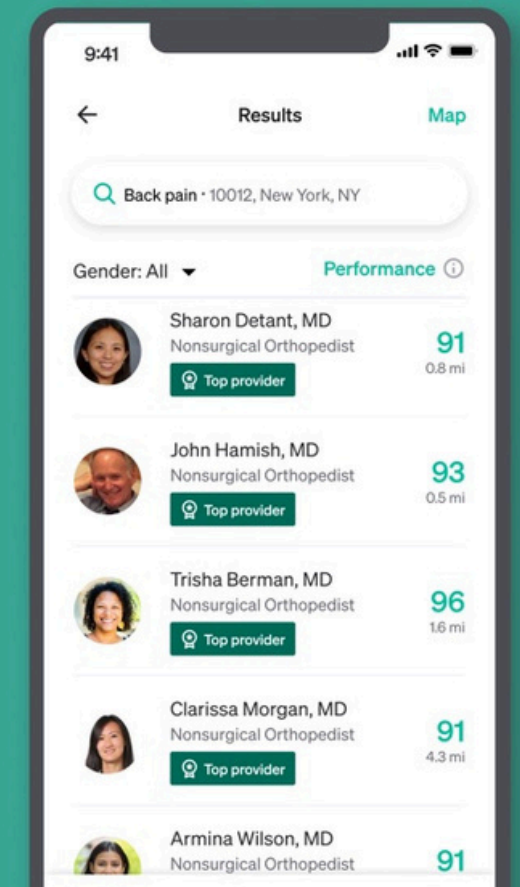 9:41
Results
Map
Back pain · 10012, New York, NY
Gender: All
Performance
Sharon Detant, MD
Nonsurgical Orthopedist
Top provider
91
0.8 mi
John Hamish, MD
Nonsurgical Orthopedist
Top provider
93
0.5 mi
Trisha Berman, MD
Nonsurgical Orthopedist
Top provider
96
1.6 mi
Clarissa Morgan, MD
Nonsurgical Orthopedist
Top provider
91
4.3 mi
Armina Wilson, MD
Nonsurgical Orthopedist
91